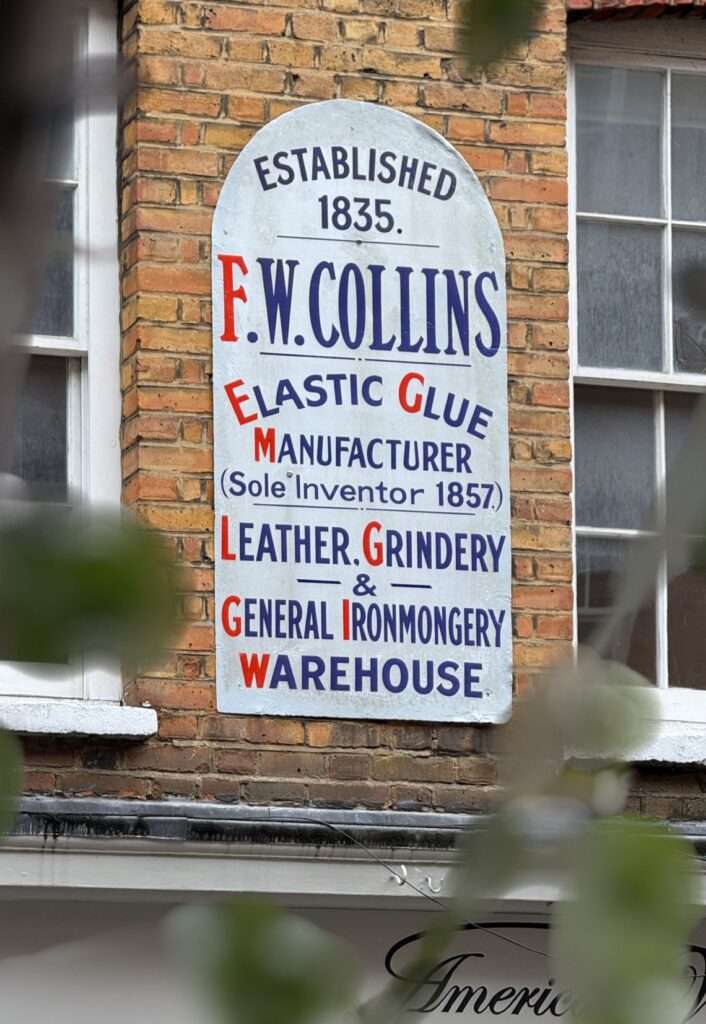 ESTABLISHED
1835.
F.W.COLLINS
ELASTIC GLUE
MANUFACTURER
(Sole Inventor 1857.)
LEATHER. GRINDERY
&
GENERAL IRONMONGERY
WAREHOUSE.